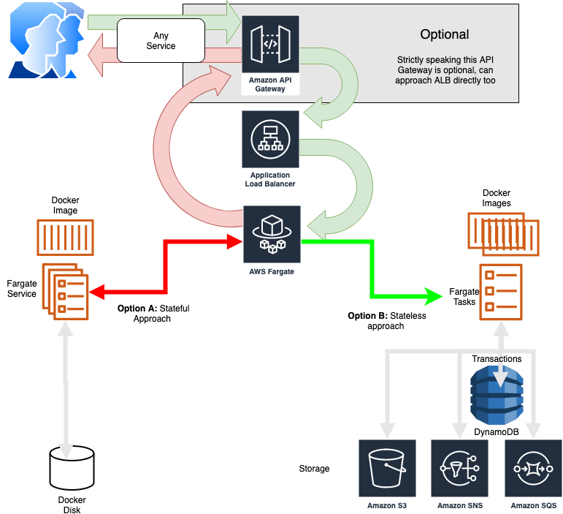 Any
Service
Optional
Strictly speaking this API
Gateway is optional, can
approach ALB directly too
Amazon API
Gateway
Application
Load Balancer
Docker
Image
Docker
Images
Fargate
Service
AWS Fargate
Fargate
Tasks
Option A: Stateful
Approach
Option B: Stateless
approach
Transactions
DynamoDB
Storage
Docker
Disk
Amazon S3
Amazon SNS
Amazon SQS